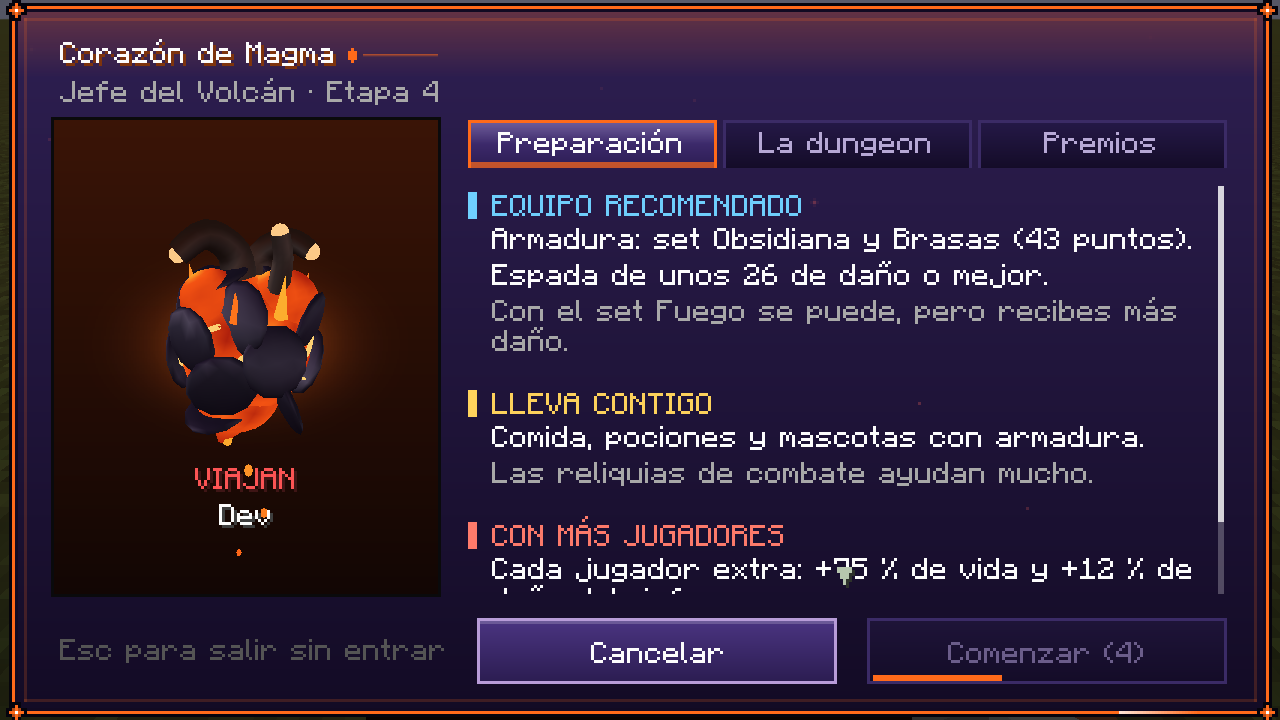 Corazón de Magma
Jefe del Volcán · Etapa 4
Preparación
La dungeon
Premios
EQUIPO RECOMENDADO
Armadura: set Obsidiana y Brasas (43 puntos).
Espada de unos 26 de daño o mejor.
Con el set Fuego se puede, pero recibes más
daño.
LLEVA CONTIGO
Comida, pociones y mascotas con armadura.
Las reliquias de combate ayudan mucho.
CON MÁS JUGADORES
Cada jugador extra: +75 % de vida y +12 % de
VIAJAN
Dev
Esc para salir sin entrar
Cancelar
Comenzar (4)